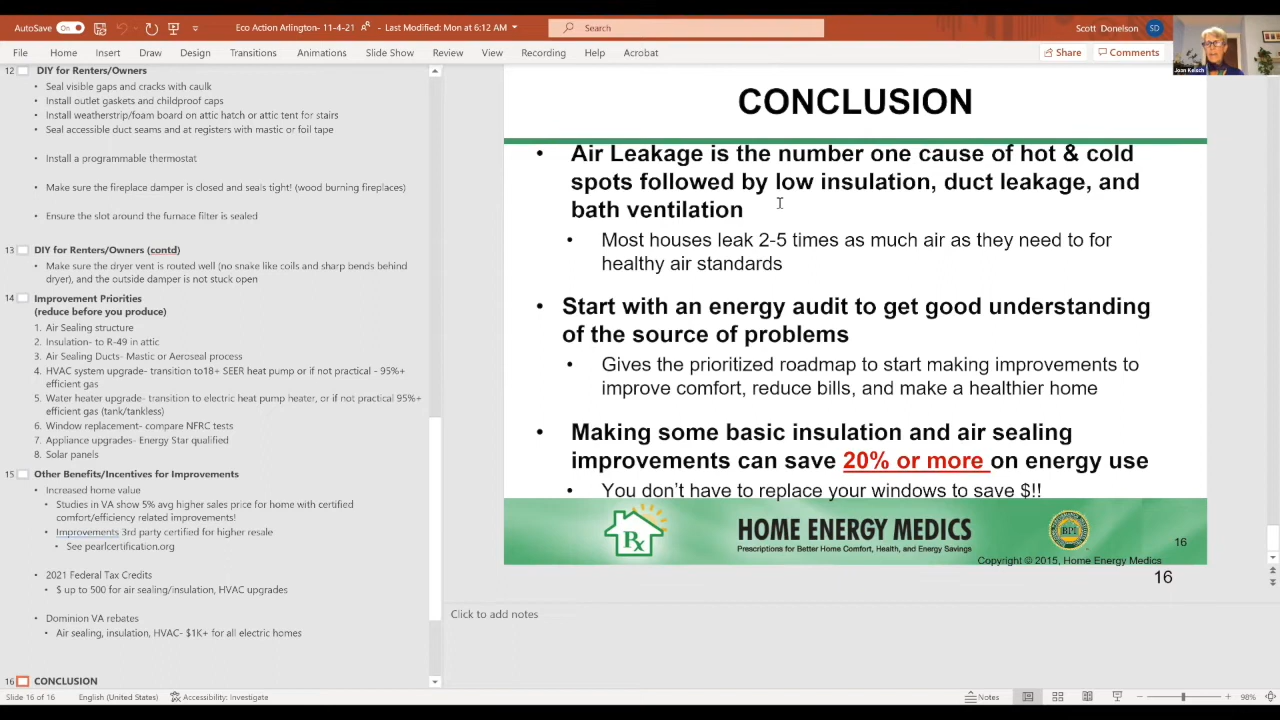 AutoSave On Eco Action Arlington- 11-4-21 - Last Modified: Mon at 6:12 AM Search Scott Donelson SD
File Home Insert Draw Design Transitions Animations Slide Show Review View Recording Help Acrobat Share Comments
Joan Kelsch
12 DIY for Renters/Owners
• Seal visible gaps and cracks with caulk
• Install outlet gaskets and childproof caps
• Install weatherstrip/foam board on attic hatch or attic tent for stairs
• Seal accessible duct seams and at registers with mastic or foil tape
• Install a programmable thermostat
• Make sure the fireplace damper is closed and seals tight! (wood burning fireplaces)
• Ensure the slot around the furnace filter is sealed
13 DIY for Renters/Owners (contd)
• Make sure the dryer vent is routed well (no snake like coils and sharp bends behind
dryer), and the outside damper is not stuck open
14 Improvement Priorities
(reduce before you produce)
1. Air Sealing structure
2. Insulation- to R-49 in attic
3. Air Sealing Ducts- Mastic or Aeroseal process
4. HVAC system upgrade- transition to18+ SEER heat pump or if not practical - 95%+
efficient gas
5. Water heater upgrade- transition to electric heat pump heater, or if not practical 95%+
efficient gas (tank/tankless)
6. Window replacement- compare NFRC tests
7. Appliance upgrades- Energy Star qualified
8. Solar panels
15 Other Benefits/Incentives for Improvements
• Increased home value
• Studies in VA show 5% avg higher sales price for home with certified
comfort/efficiency related improvements!
• Improvements 3rd party certified for higher resale
• See pearlcertification.org
• 2021 Federal Tax Credits
• $ up to 500 for air sealing/insulation, HVAC upgrades
• Dominion VA rebates
• Air sealing, insulation, HVAC- $1K+ for all electric homes
16 CONCLUSION
CONCLUSION
• Air Leakage is the number one cause of hot & cold
spots followed by low insulation, duct leakage, and
bath ventilation
• Most houses leak 2-5 times as much air as they need to for
healthy air standards
• Start with an energy audit to get good understanding
of the source of problems
• Gives the prioritized roadmap to start making improvements to
improve comfort, reduce bills, and make a healthier home
• Making some basic insulation and air sealing
improvements can save 20% or more on energy use
• You don't have to replace your windows to save $!!
Rx HOME ENERGY MEDICS BPI
Prescriptions for Better Home Comfort, Health, and Energy Savings
16
Copyright © 2015, Home Energy Medics
16
Click to add notes
Slide 16 of 16 English (United States) Accessibility: Investigate Notes 98%